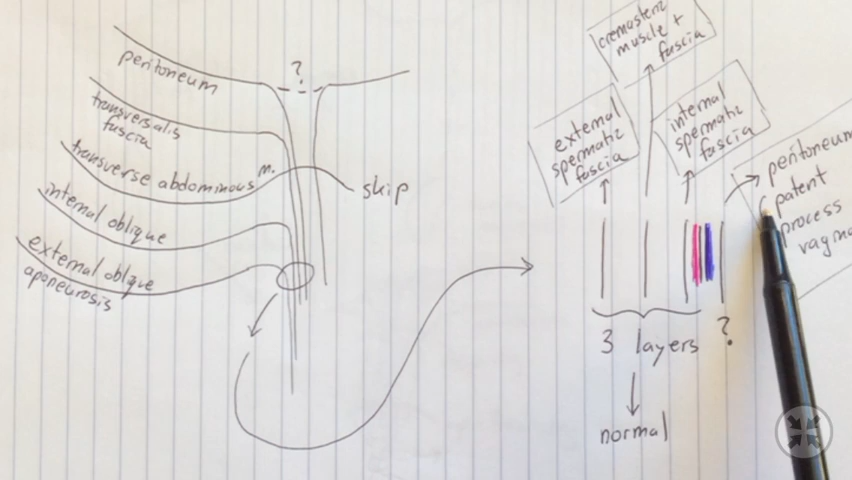 peritoneum
?
transversalis
fascia
transverse abdominous m.
skip
internal oblique
external oblique
aponeurosis
cremasteric
muscle +
fascia
external
spermatic
fascia
internal
spermatic
fascia
peritoneum
(patent
process
vagina
3 layers
?
normal